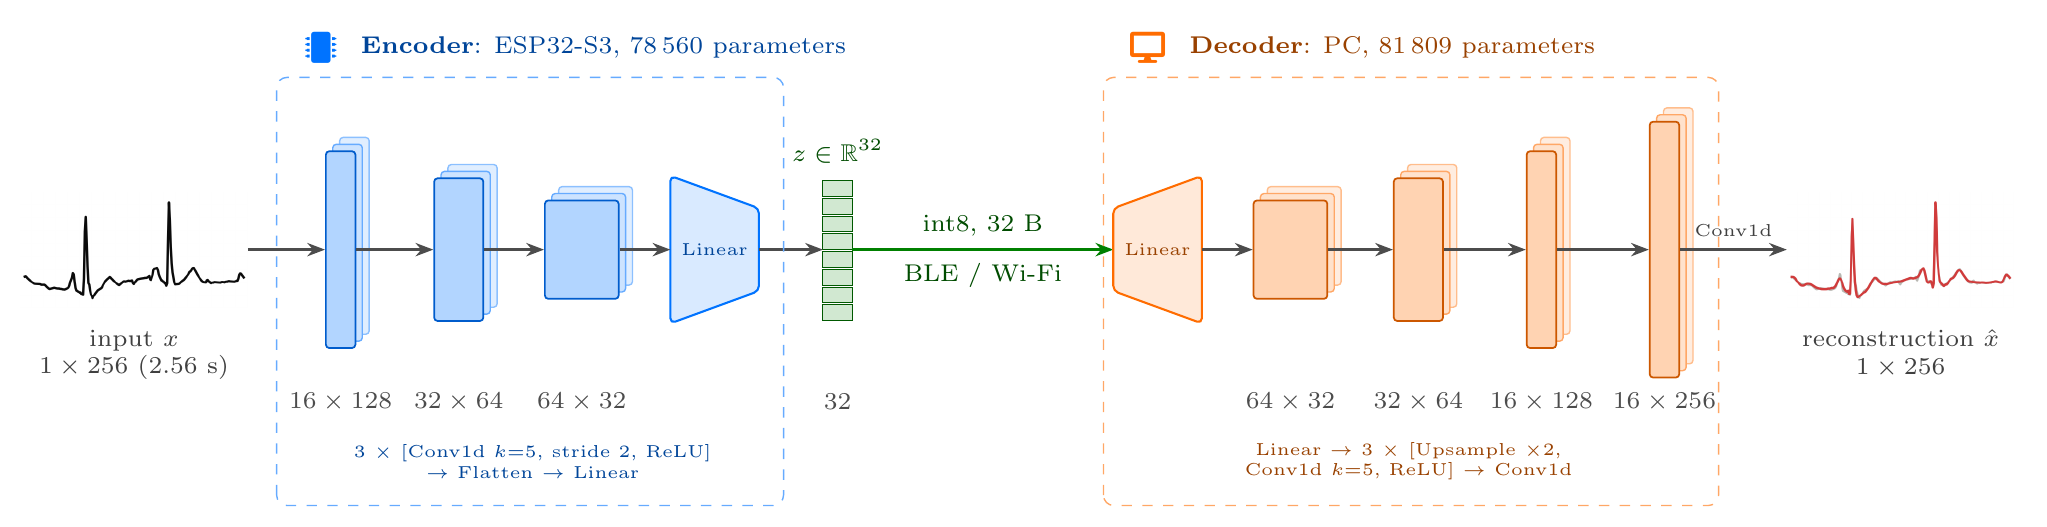 Encoder: ESP32-S3, 78 560 parameters
Decoder: PC, 81 809 parameters
z ∈ ℝ³²
Linear
int8, 32 B
BLE / Wi-Fi
Linear
Conv1d
input x
1 × 256 (2.56 s)
reconstruction x̂
1 × 256
16 × 128
32 × 64
64 × 32
32
64 × 32
32 × 64
16 × 128
16 × 256
3 × [Conv1d k=5, stride 2, ReLU]
→ Flatten → Linear
Linear → 3 × [Upsample ×2,
Conv1d k=5, ReLU] → Conv1d